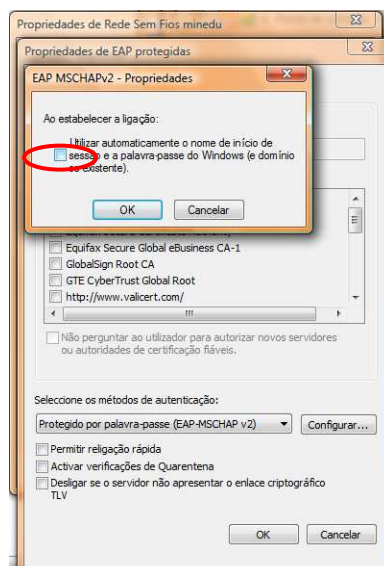 Propriedades de Rede Sem Fios minedu
Propriedades de EAP protegidas
EAP MSCHAPv2 - Propriedades
Ao estabelecer a ligação:
Utilizar automaticamente o nome de início de
sessão e a palavra-passe do Windows (e domínio
se existente).
OK Cancelar
Equifax Secure Global eBusiness CA-1
GlobalSign Root CA
GTE CyberTrust Global Root
http://www.valicert.com/
Não perguntar ao utilizador para autorizar novos servidores
ou autoridades de certificação fiáveis.
Seleccione os métodos de autenticação:
Protegido por palavra-passe (EAP-MSCHAP v2) Configurar...
Permitir religação rápida
Activar verificações de Quarentena
Desligar se o servidor não apresentar o enlace criptográfico
TLV
OK Cancelar